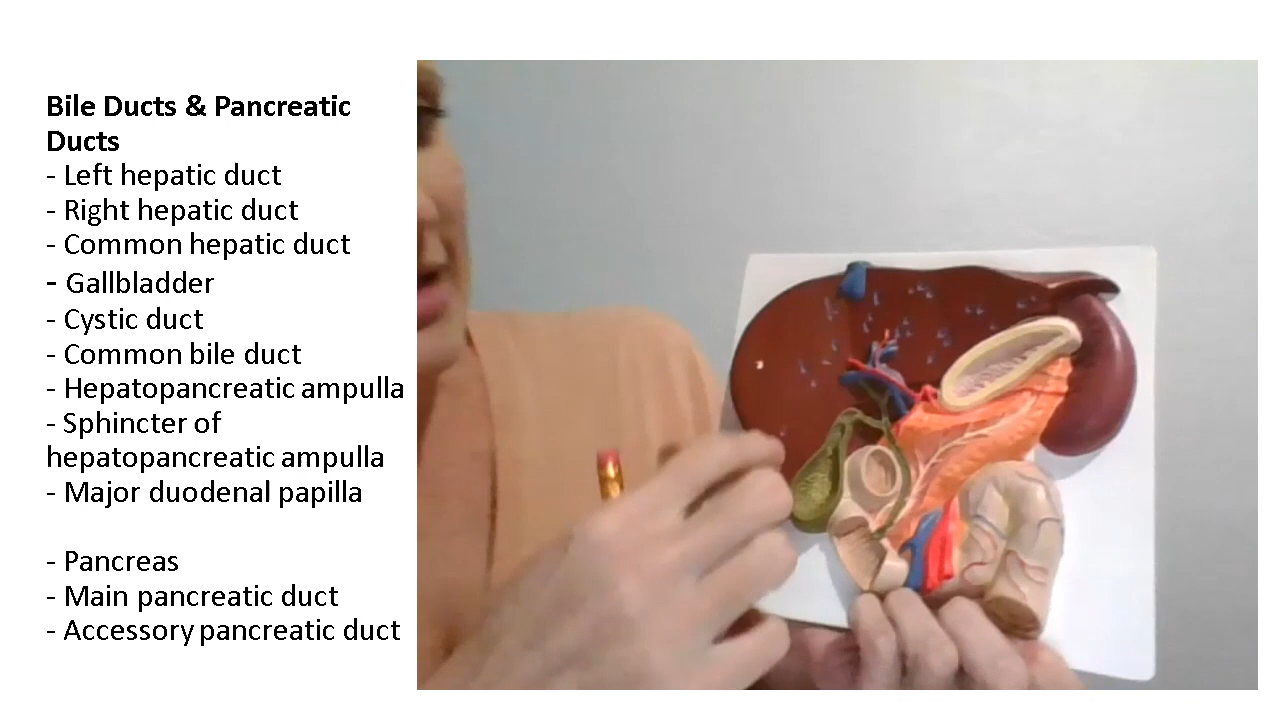 Bile Ducts & Pancreatic
Ducts
- Left hepatic duct
- Right hepatic duct
- Common hepatic duct
- Gallbladder
- Cystic duct
- Common bile duct
- Hepatopancreatic ampulla
- Sphincter of
hepatopancreatic ampulla
- Major duodenal papilla
- Pancreas
- Main pancreatic duct
- Accessory pancreatic duct